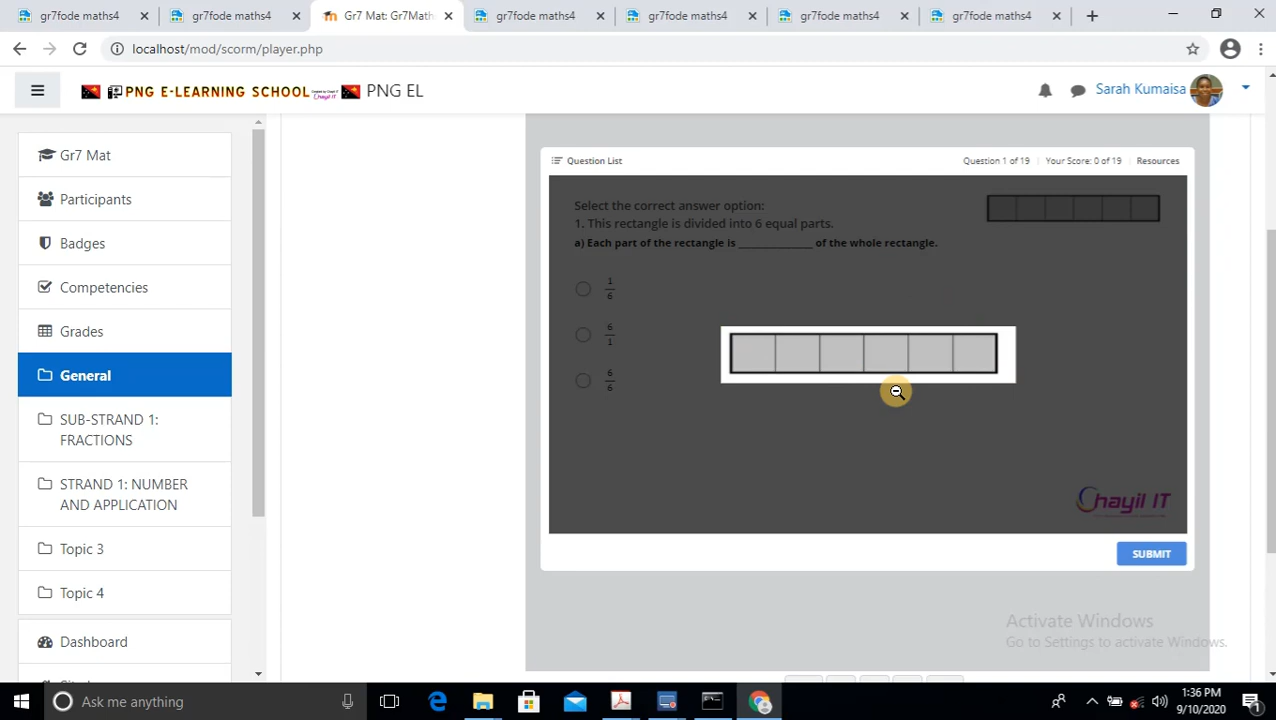 gr7fode maths4
gr7fode maths4
Gr7 Mat: Gr7Math
gr7fode maths4
gr7fode maths4
gr7fode maths4
gr7fode maths4
localhost/mod/scorm/player.php
PNG E-LEARNING SCHOOL
Chayil IT
PNG EL
Sarah Kumaisa
Gr7 Mat
Participants
Badges
Competencies
Grades
General
SUB-STRAND 1:
FRACTIONS
STRAND 1: NUMBER
AND APPLICATION
Topic 3
Topic 4
Dashboard
Question List
Question 1 of 19
Your Score: 0 of 19
Resources
Select the correct answer option:
1. This rectangle is divided into 6 equal parts.
a) Each part of the rectangle is ______________ of the whole rectangle.
1
6
6
1
6
6
Chayil IT
SUBMIT
Activate Windows
Go to Settings to activate Windows.
Ask me anything
1:36 PM
9/10/2020